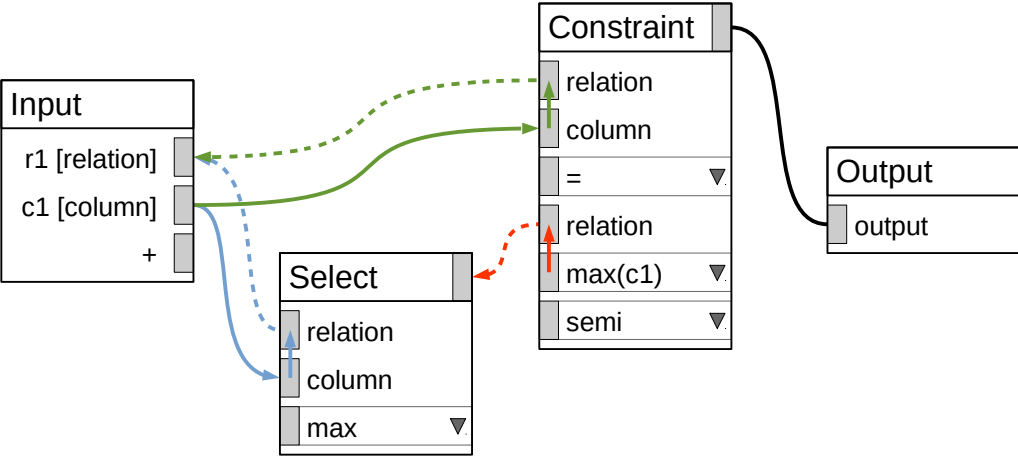 Input
r1 [relation]
c1 [column]
+
Select
relation
column
max
Constraint
relation
column
=
relation
max(c1)
semi
Output
output